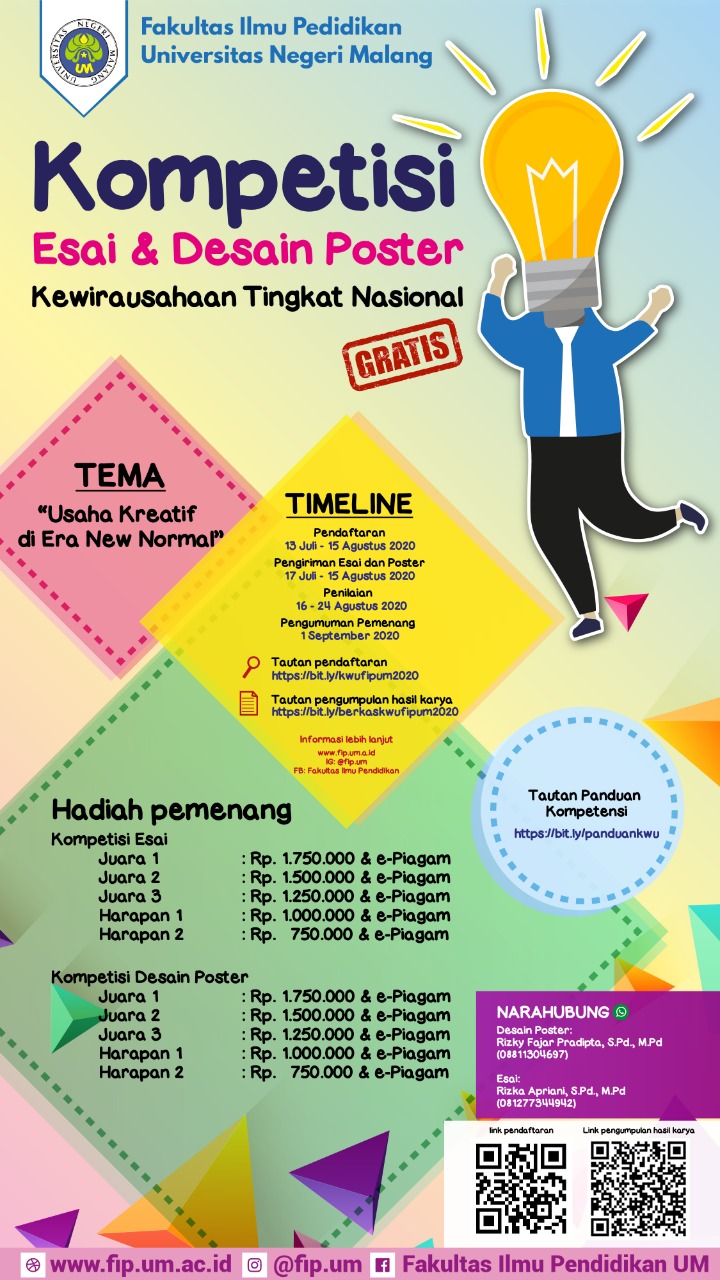 UNIVERSITAS NEGERI MALANG
UM
Fakultas Ilmu Pedidikan
Universitas Negeri Malang
Kompetisi
Esai & Desain Poster
Kewirausahaan Tingkat Nasional
GRATIS
TEMA
“Usaha Kreatif
di Era New Normal”
TIMELINE
Pendaftaran
13 Juli - 15 Agustus 2020
Pengiriman Esai dan Poster
17 Juli - 15 Agustus 2020
Penilaian
16 - 24 Agustus 2020
Pengumuman Pemenang
1 September 2020
Tautan pendaftaran
https://bit.ly/kwufipum2020
Tautan pengumpulan hasil karya
https://bit.ly/berkaskwufipum2020
Informasi lebih lanjut
www.fip.um.a.id
IG: @fip.um
FB: Fakultas Ilmu Pendidikan
Tautan Panduan
Kompetensi
https://bit.ly/panduankwu
Hadiah pemenang
Kompetisi Esai
Juara 1 : Rp. 1.750.000 & e-Piagam
Juara 2 : Rp. 1.500.000 & e-Piagam
Juara 3 : Rp. 1.250.000 & e-Piagam
Harapan 1 : Rp. 1.000.000 & e-Piagam
Harapan 2 : Rp. 750.000 & e-Piagam
Kompetisi Desain Poster
Juara 1 : Rp. 1.750.000 & e-Piagam
Juara 2 : Rp. 1.500.000 & e-Piagam
Juara 3 : Rp. 1.250.000 & e-Piagam
Harapan 1 : Rp. 1.000.000 & e-Piagam
Harapan 2 : Rp. 750.000 & e-Piagam
NARAHUBUNG
Desain Poster:
Rizky Fajar Pradipta, S.Pd., M.Pd
(08811304697)
Esai:
Rizka Apriani, S.Pd., M.Pd
(081277344942)
link pendaftaran
Link pengumpulan hasil karya
www.fip.um.ac.id @fip.um Fakultas Ilmu Pendidikan UM